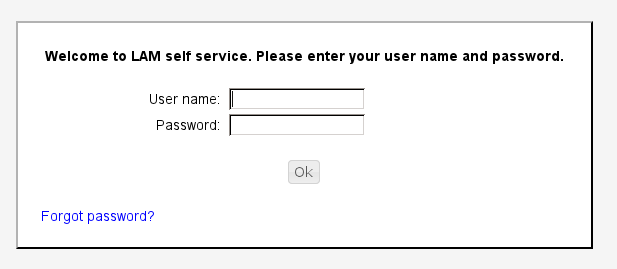 Welcome to LAM self service. Please enter your user name and password.
User name:
Password:
Ok
Forgot password?